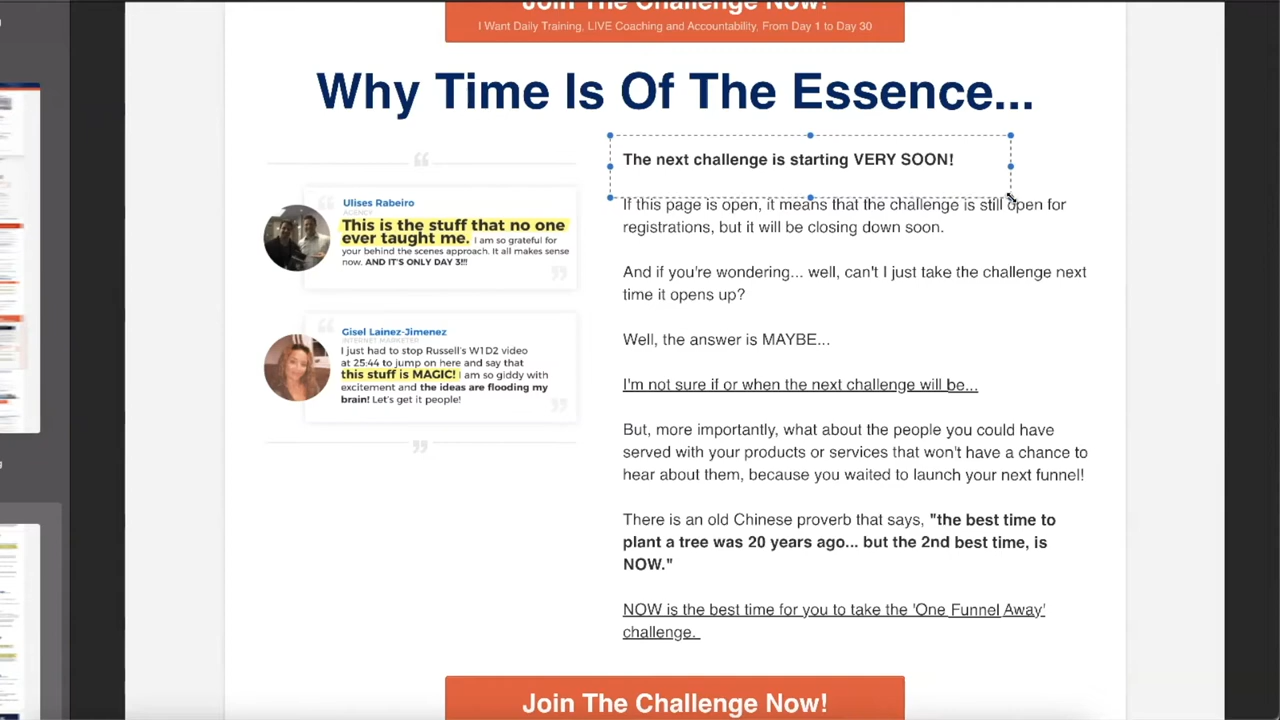 Join The Challenge Now!
I Want Daily Training, LIVE Coaching and Accountability, From Day 1 to Day 30
Why Time Is Of The Essence...
Ulises Rabeiro
AGENCY
This is the stuff that no one
ever taught me. I am so grateful for
your behind the scenes approach. It all makes sense
now. AND IT'S ONLY DAY 3!!!
Gisel Lainez-Jimenez
INTERNET MARKETER
I just had to stop Russell's W1D2 video
at 25:44 to jump on here and say that
this stuff is MAGIC! I am so giddy with
excitement and the ideas are flooding my
brain! Let's get it people!
The next challenge is starting VERY SOON!
If this page is open, it means that the challenge is still open for
registrations, but it will be closing down soon.
And if you're wondering... well, can't I just take the challenge next
time it opens up?
Well, the answer is MAYBE...
I'm not sure if or when the next challenge will be...
But, more importantly, what about the people you could have
served with your products or services that won't have a chance to
hear about them, because you waited to launch your next funnel!
There is an old Chinese proverb that says, "the best time to
plant a tree was 20 years ago... but the 2nd best time, is
NOW."
NOW is the best time for you to take the 'One Funnel Away'
challenge.
Join The Challenge Now!